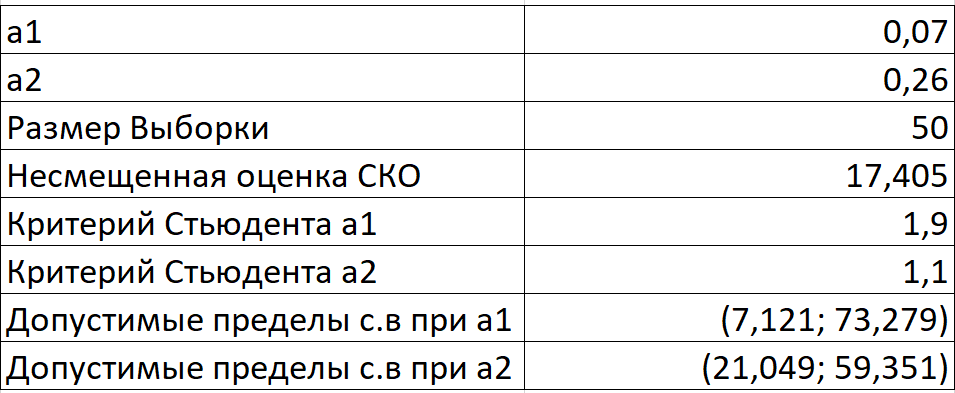 а1 0,07
а2 0,26
Размер Выборки 50
Несмещенная оценка СКО 17,405
Критерий Стьюдента а1 1,9
Критерий Стьюдента а2 1,1
Допустимые пределы с.в при а1 (7,121; 73,279)
Допустимые пределы с.в при а2 (21,049; 59,351)